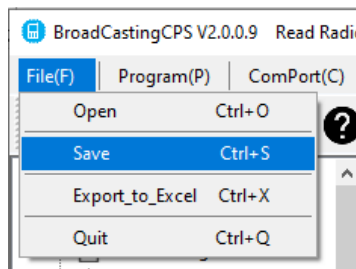 BroadCastingCPS V2.0.0.9 Read Radi
File(F) Program(P) ComPort(C)
Open Ctrl+O
Save Ctrl+S
Export_to_Excel Ctrl+X
Quit Ctrl+Q